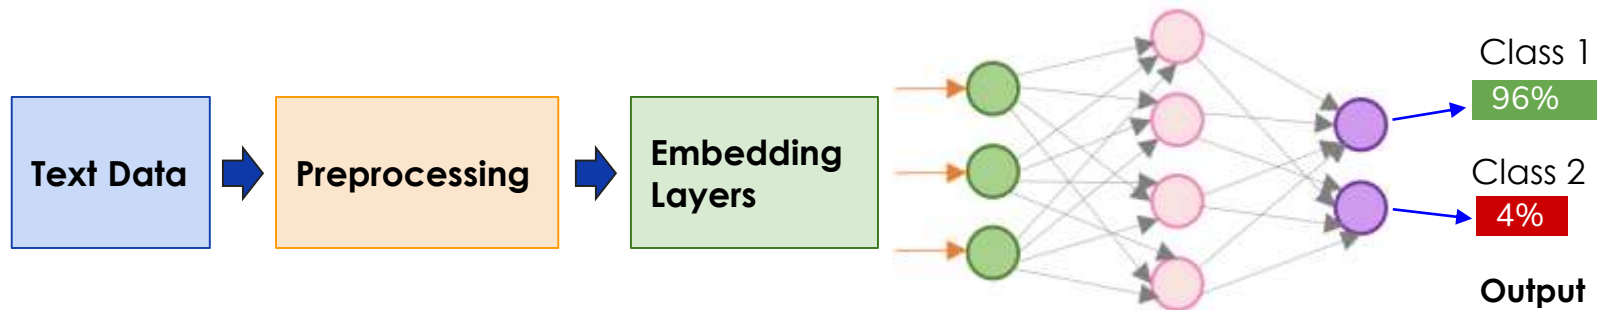 Text Data
Preprocessing
Embedding
Layers
Class 1
96%
Class 2
4%
Output